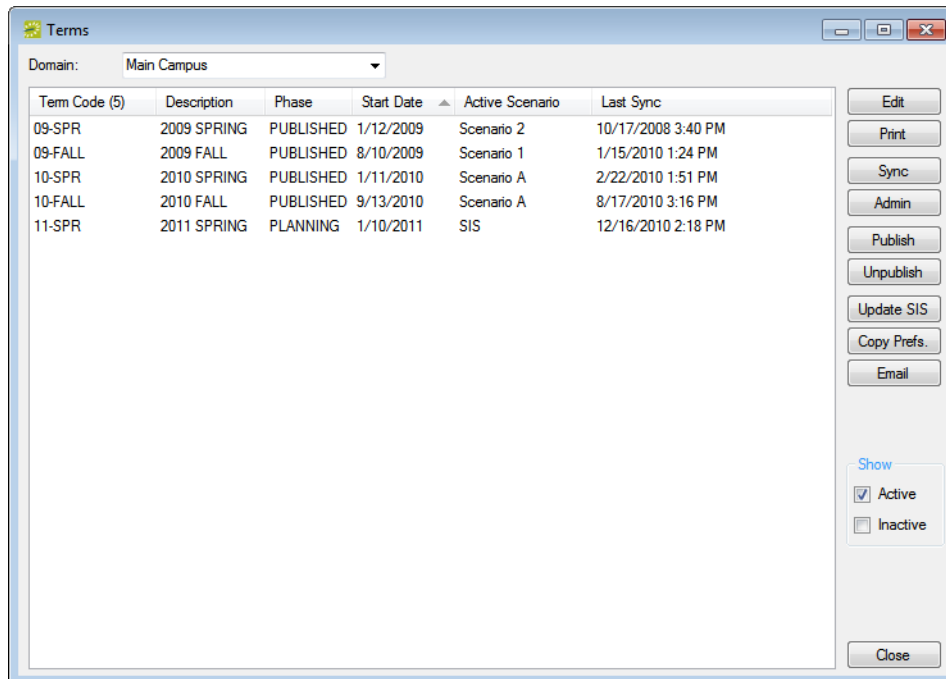 Terms
Domain: Main Campus
Term Code (5) Description Phase Start Date Active Scenario Last Sync
09-SPR 2009 SPRING PUBLISHED 1/12/2009 Scenario 2 10/17/2008 3:40 PM
09-FALL 2009 FALL PUBLISHED 8/10/2009 Scenario 1 1/15/2010 1:24 PM
10-SPR 2010 SPRING PUBLISHED 1/11/2010 Scenario A 2/22/2010 1:51 PM
10-FALL 2010 FALL PUBLISHED 9/13/2010 Scenario A 8/17/2010 3:16 PM
11-SPR 2011 SPRING PLANNING 1/10/2011 SIS 12/16/2010 2:18 PM
Edit
Print
Sync
Admin
Publish
Unpublish
Update SIS
Copy Prefs.
Email
Show
Active
Inactive
Close